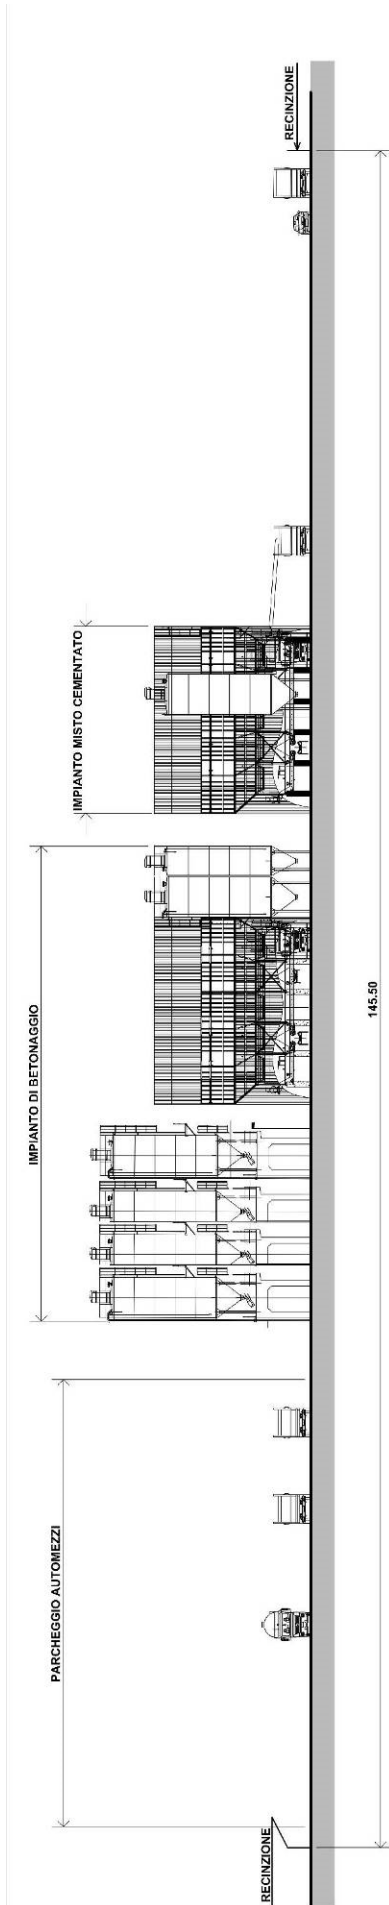 RECINZIONE
PARCHEGGIO AUTOMEZZI
IMPIANTO DI BETONAGGIO
IMPIANTO MISTO CEMENTATO
RECINZIONE
145.50